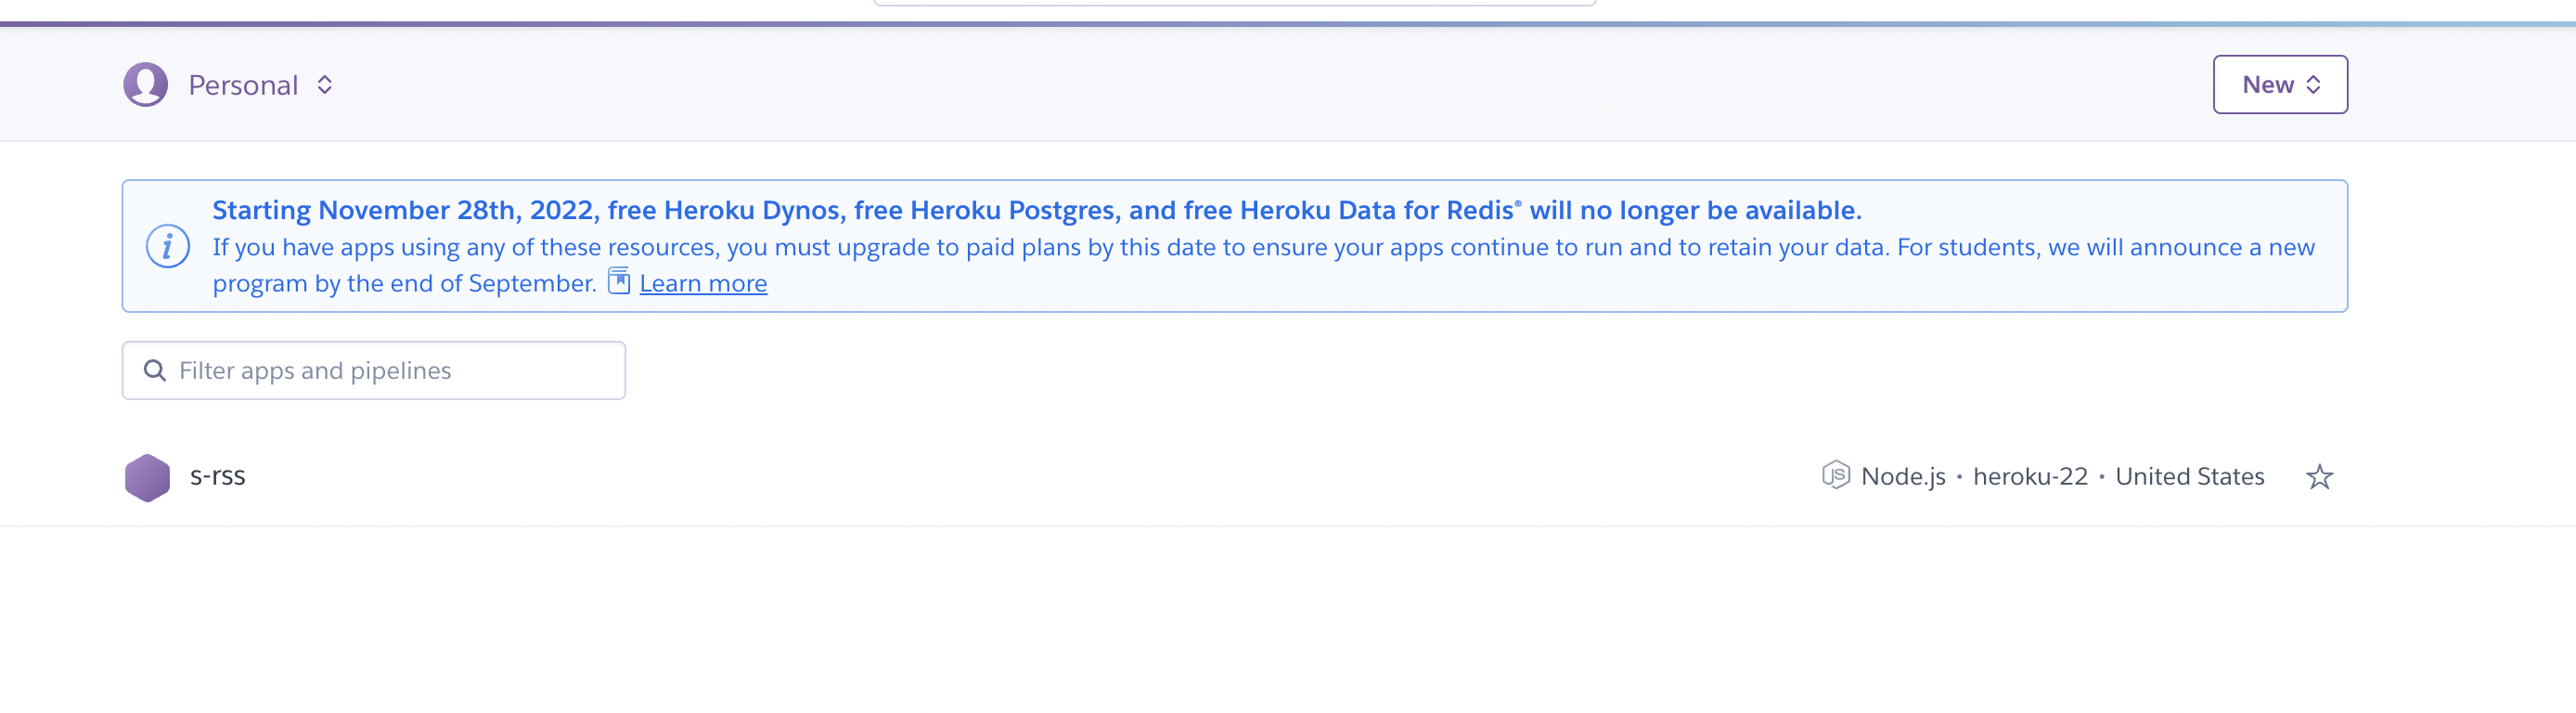 Personal
New
Starting November 28th, 2022, free Heroku Dynos, free Heroku Postgres, and free Heroku Data for Redis® will no longer be available.
If you have apps using any of these resources, you must upgrade to paid plans by this date to ensure your apps continue to run and to retain your data. For students, we will announce a new
program by the end of September. Learn more
Filter apps and pipelines
s-rss
JS Node.js • heroku-22 • United States